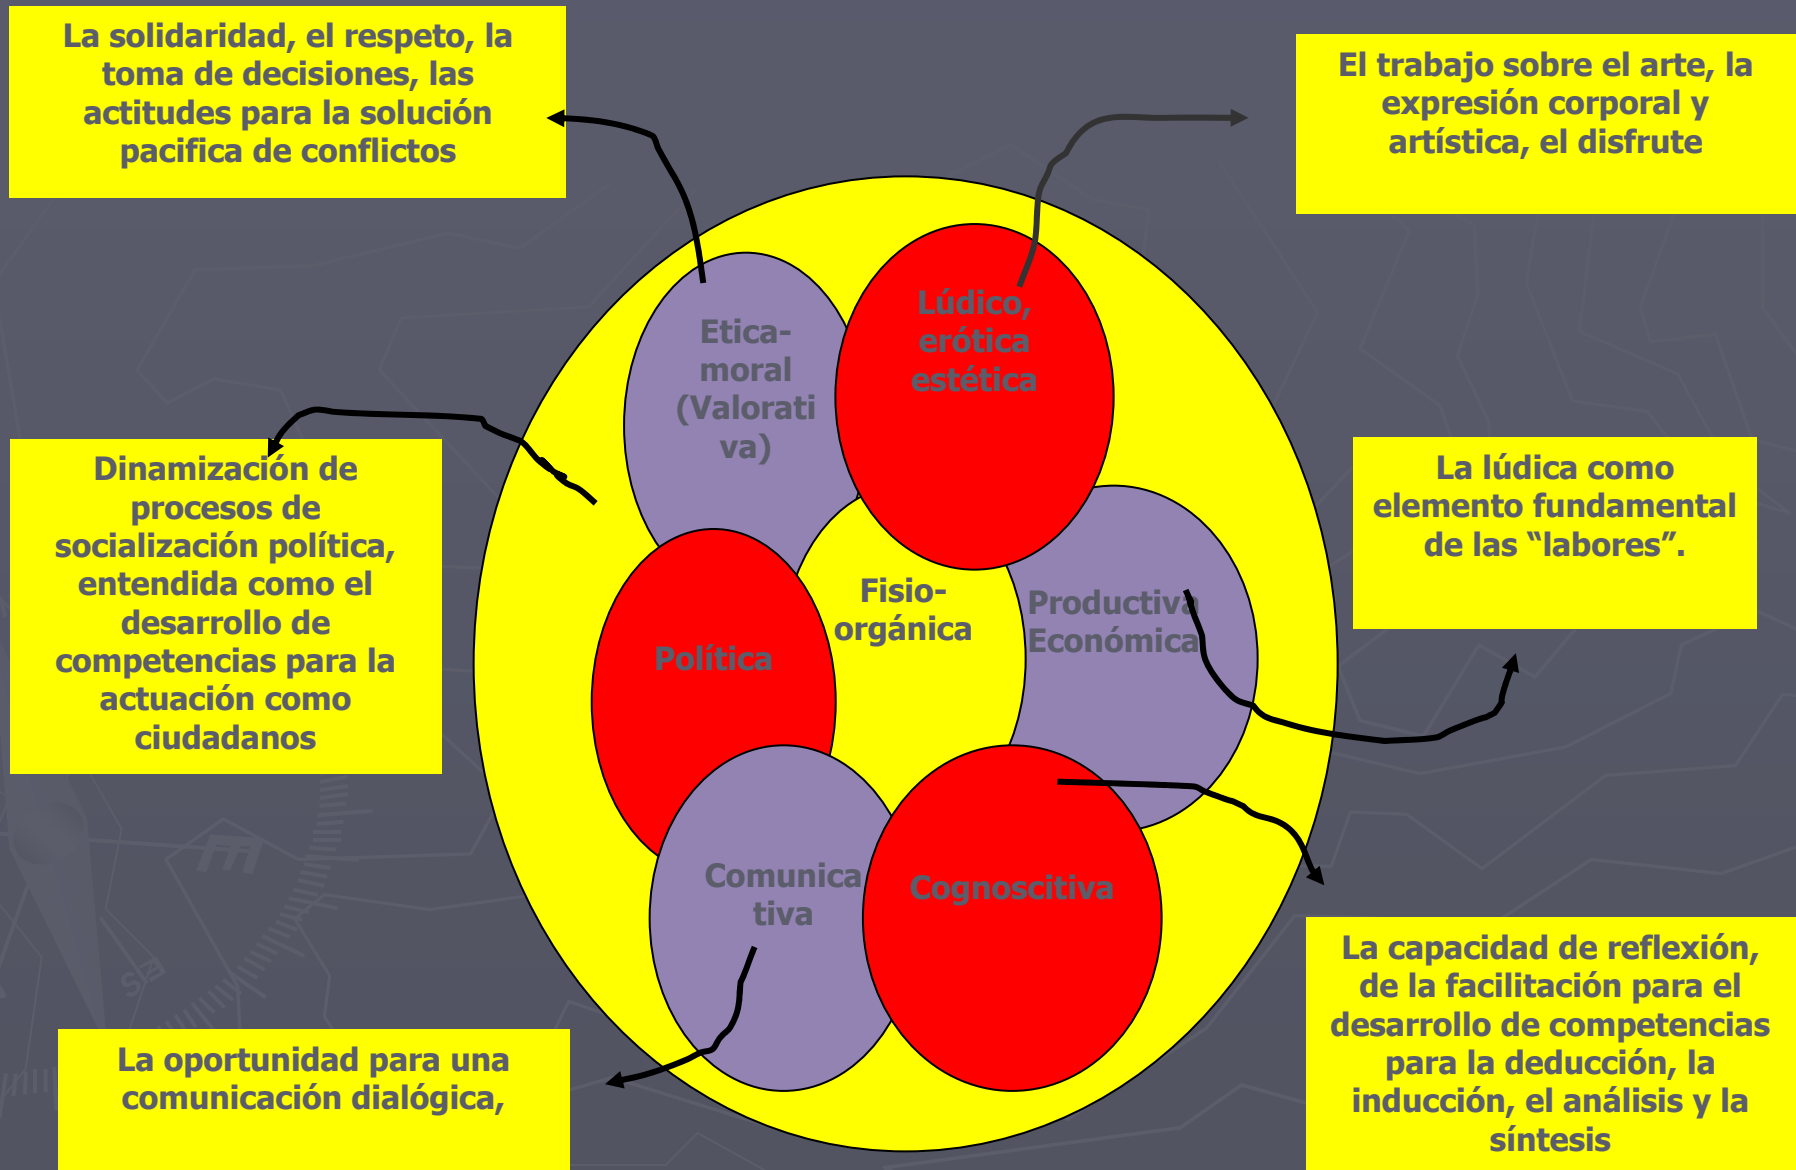 La solidaridad, el respeto, la
toma de decisiones, las
actitudes para la solución
pacifica de conflictos
El trabajo sobre el arte, la
expresión corporal y
artística, el disfrute
Etica-
moral
(Valorati
va)
Lúdico,
erótica
estética
Dinamización de
procesos de
socialización política,
entendida como el
desarrollo de
competencias para la
actuación como
ciudadanos
La lúdica como
elemento fundamental
de las “labores”.
Fisio-
orgánica
Productiva
Económica
Política
Comunica
tiva
Cognoscitiva
La oportunidad para una
comunicación dialógica,
La capacidad de reflexión,
de la facilitación para el
desarrollo de competencias
para la deducción, la
inducción, el análisis y la
síntesis
E
S